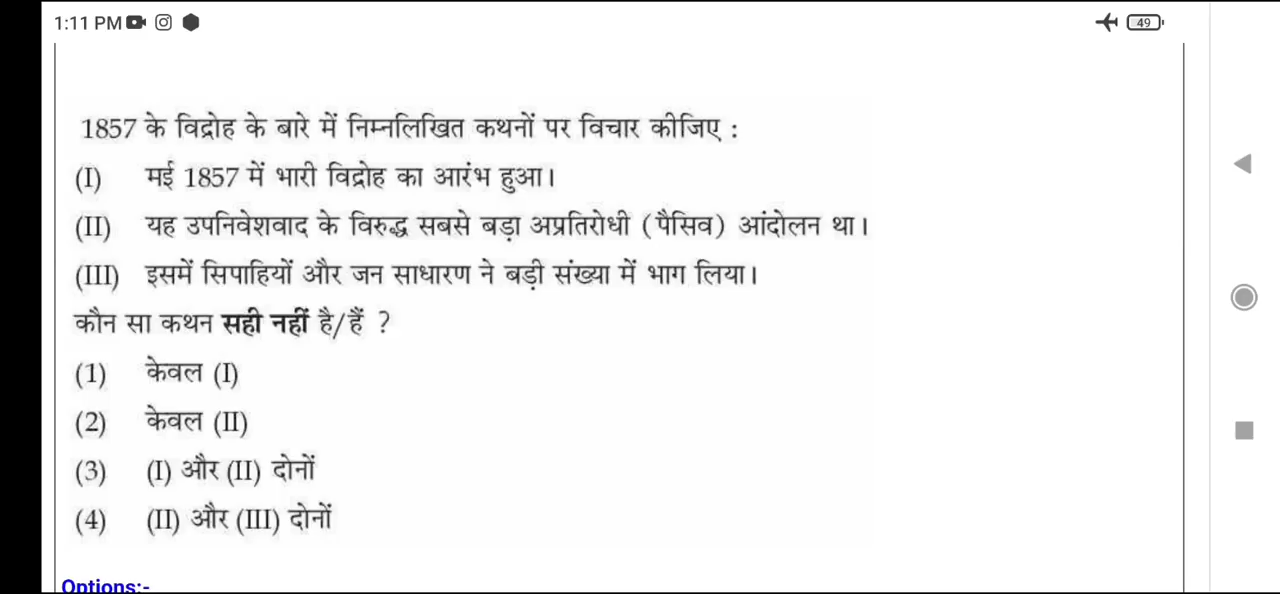 1:11 PM
49
1857 के विद्रोह के बारे में निम्नलिखित कथनों पर विचार कीजिए :
(I) मई 1857 में भारी विद्रोह का आरंभ हुआ।
(II) यह उपनिवेशवाद के विरुद्ध सबसे बड़ा अप्रतिरोधी (पैसिव) आंदोलन था।
(III) इसमें सिपाहियों और जन साधारण ने बड़ी संख्या में भाग लिया।
कौन सा कथन सही नहीं है/हैं ?
(1) केवल (I)
(2) केवल (II)
(3) (I) और (II) दोनों
(4) (II) और (III) दोनों
Options:-